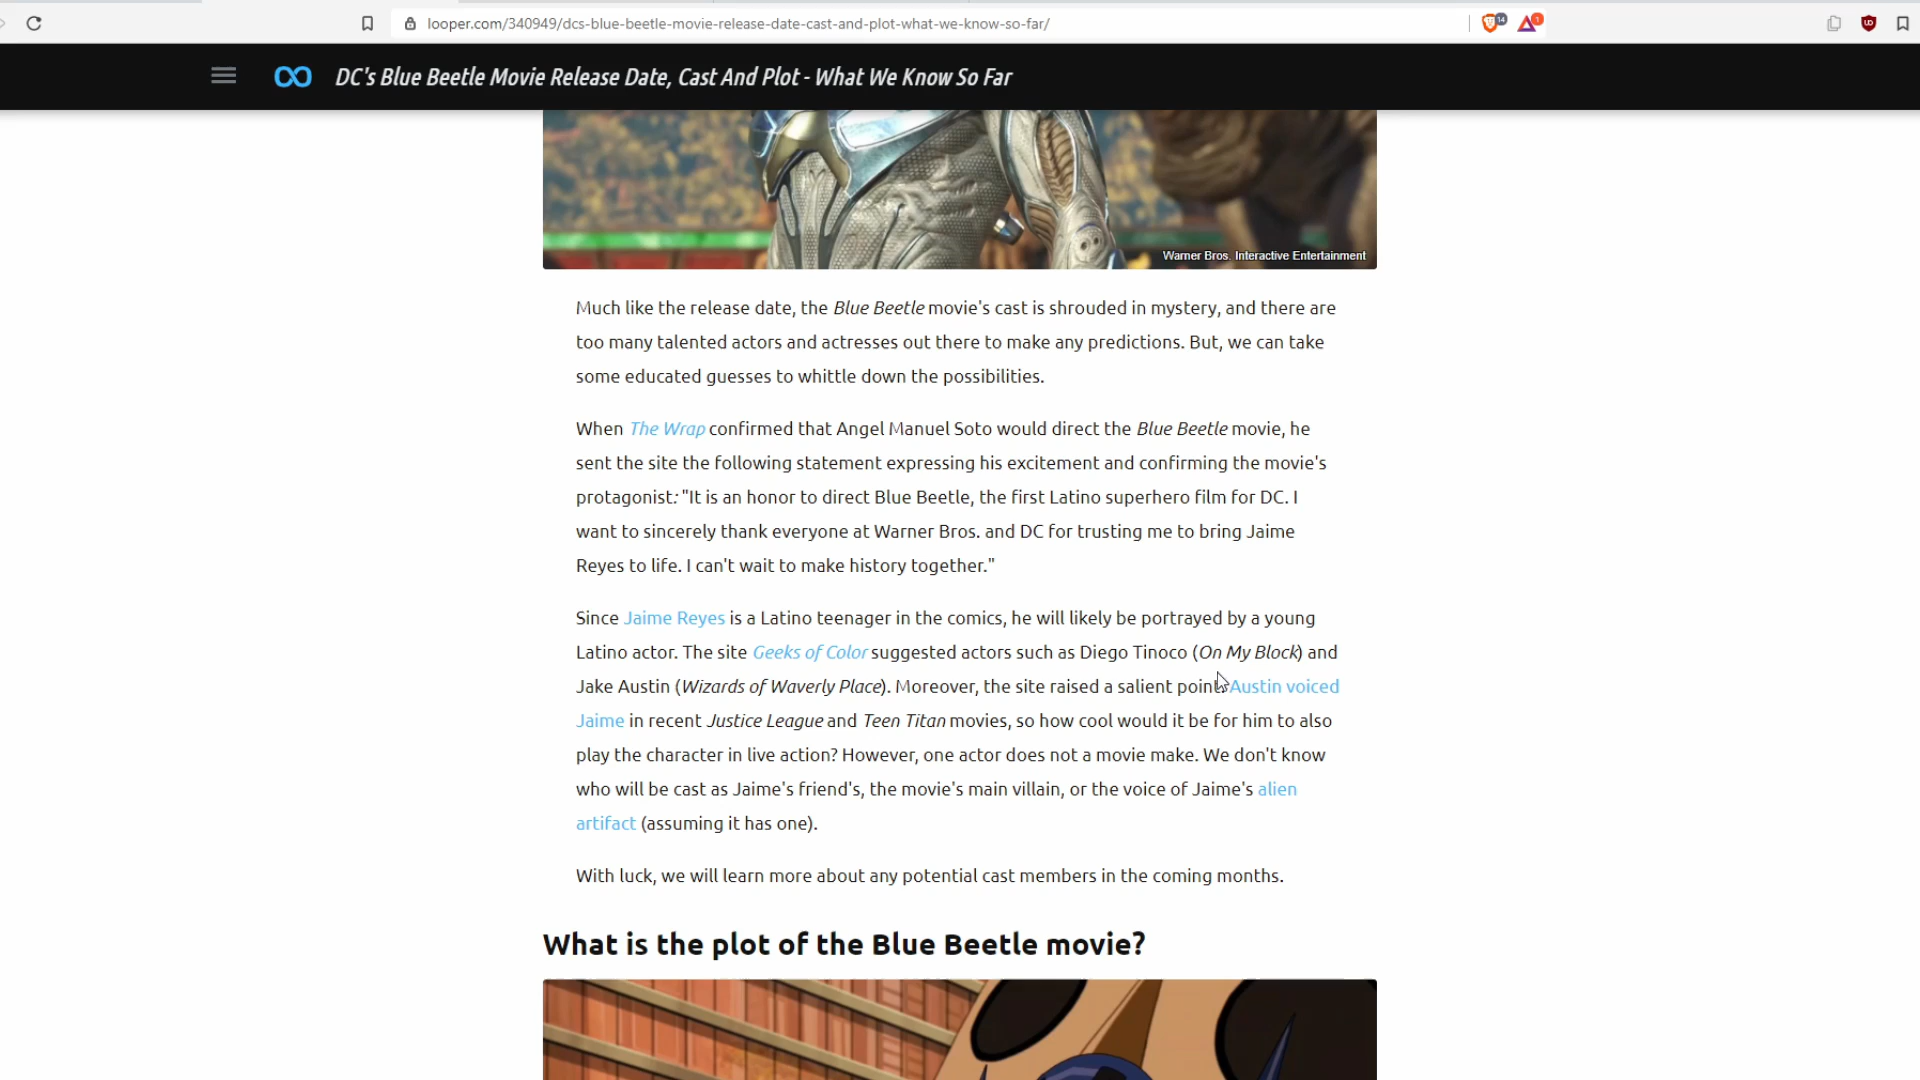 looper.com/340949/dcs-blue-beetle-movie-release-date-cast-and-plot-what-we-know-so-far/
14
1
UD
DC's Blue Beetle Movie Release Date, Cast And Plot - What We Know So Far
Warner Bros. Interactive Entertainment
Much like the release date, the Blue Beetle movie's cast is shrouded in mystery, and there are
too many talented actors and actresses out there to make any predictions. But, we can take
some educated guesses to whittle down the possibilities.
When The Wrap confirmed that Angel Manuel Soto would direct the Blue Beetle movie, he
sent the site the following statement expressing his excitement and confirming the movie's
protagonist: "It is an honor to direct Blue Beetle, the first Latino superhero film for DC. I
want to sincerely thank everyone at Warner Bros. and DC for trusting me to bring Jaime
Reyes to life. I can't wait to make history together."
Since Jaime Reyes is a Latino teenager in the comics, he will likely be portrayed by a young
Latino actor. The site Geeks of Color suggested actors such as Diego Tinoco (On My Block) and
Jake Austin (Wizards of Waverly Place). Moreover, the site raised a salient point: Austin voiced
Jaime in recent Justice League and Teen Titan movies, so how cool would it be for him to also
play the character in live action? However, one actor does not a movie make. We don't know
who will be cast as Jaime's friend's, the movie's main villain, or the voice of Jaime's alien
artifact (assuming it has one).
With luck, we will learn more about any potential cast members in the coming months.
What is the plot of the Blue Beetle movie?